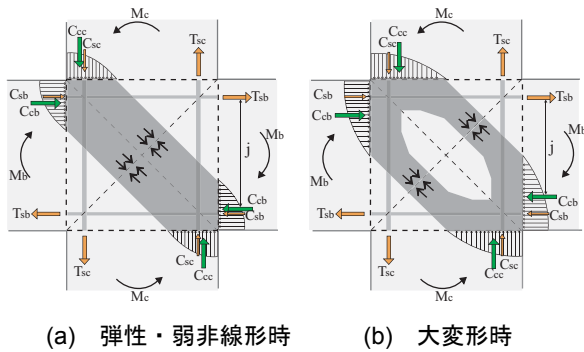 Mc
Ccc
Csc
Tsc
Csb
Ccb
Tsb
Mb
j
Mb
Tsb
Ccb
Csb
Csc
Ccc
Tsc
Mc
(a) 弾性・弱非線形時
Mc
Csc
Ccc
Tsc
Csb
Ccb
Tsb
Mb
j
Mb
Tsb
Ccb
Csb
Csc
Ccc
Tsc
Mc
(b) 大変形時